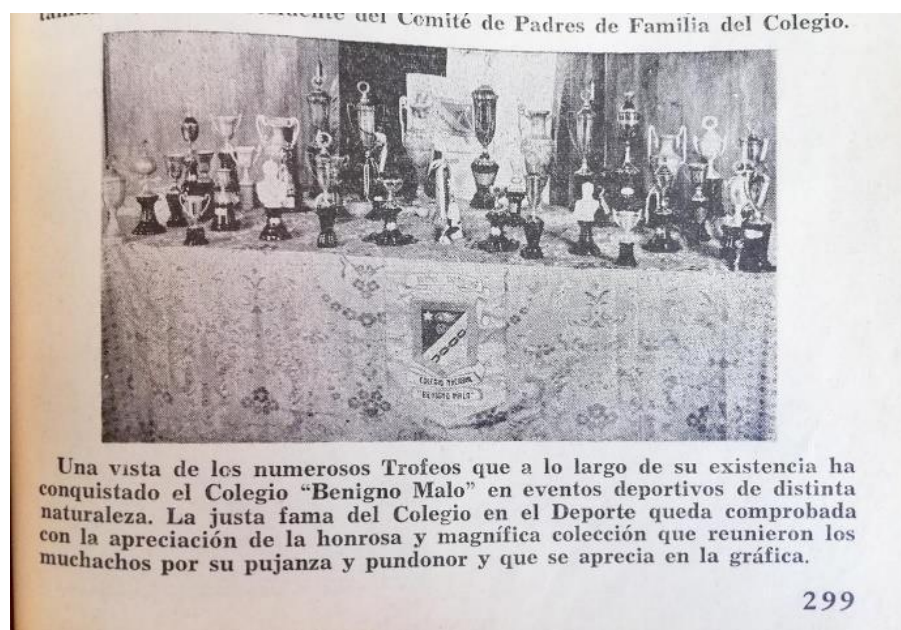 del Comité de Padres de Familia del Colegio.
COLEGIO NACIONAL
"BENIGNO MALO"
Una vista de los numerosos Trofeos que a lo largo de su existencia ha
conquistado el Colegio “Benigno Malo” en eventos deportivos de distinta
naturaleza. La justa fama del Colegio en el Deporte queda comprobada
con la apreciación de la honrosa y magnífica colección que reunieron los
muchachos por su pujanza y pundonor y que se aprecia en la gráfica.
299